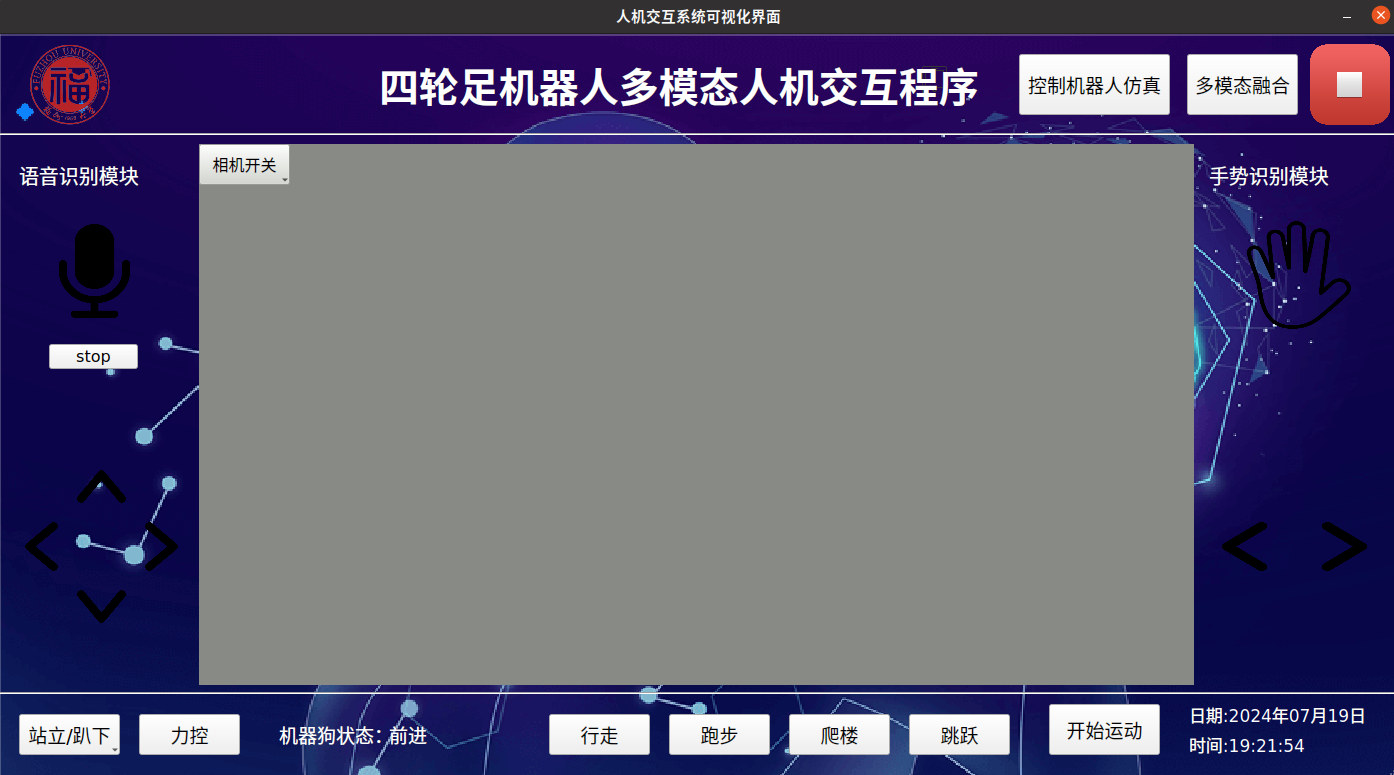 人机交互系统可视化界面
FUZHOU UNIVERSITY
福
四轮足机器人多模态人机交互程序
控制机器人仿真
多模态融合
语音识别模块
相机开关
手势识别模块
stop
站立/趴下
力控
机器狗状态：前进
行走
跑步
爬楼
跳跃
开始运动
日期:2024年07月19日
时间:19:21:54